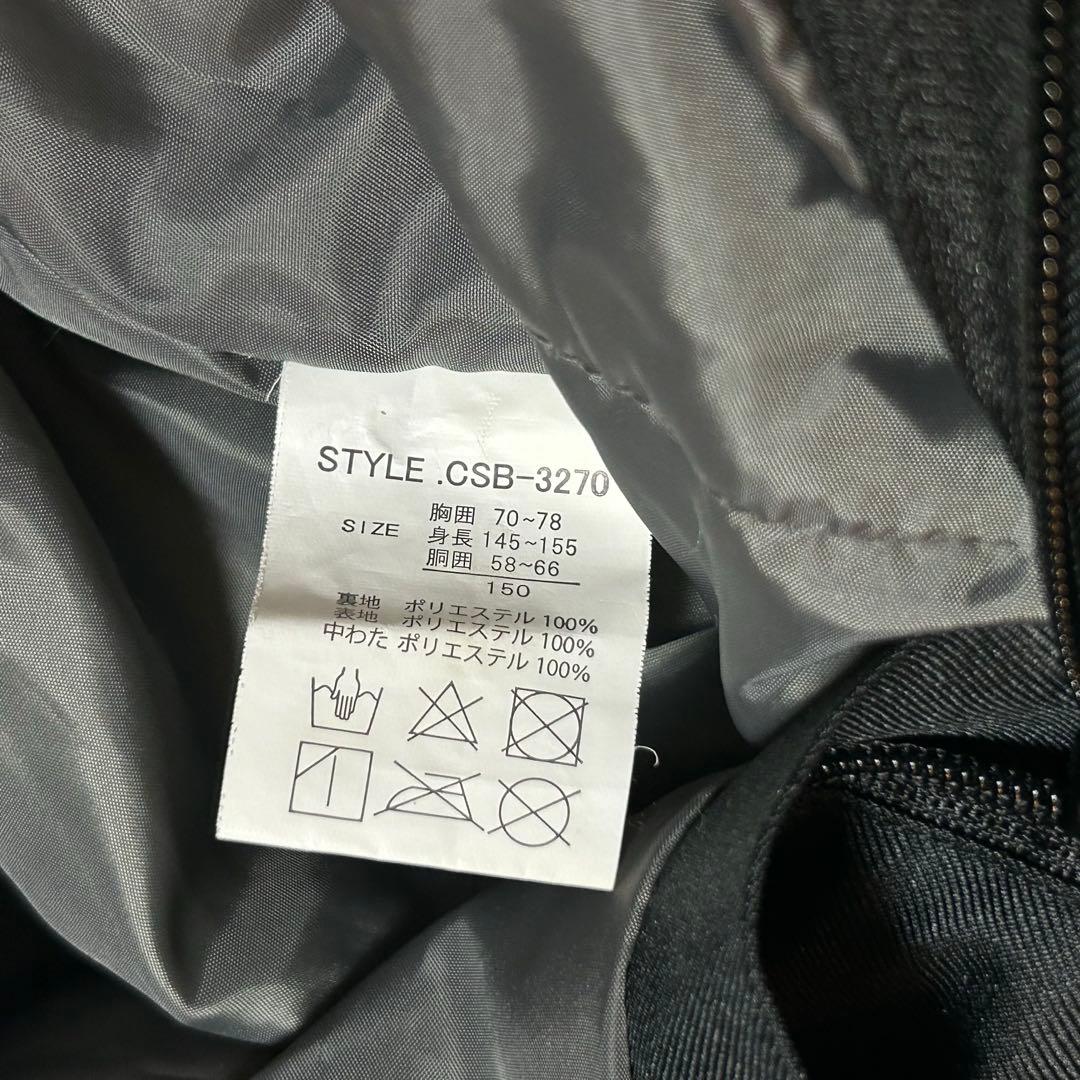 STYLE .CSB-3270
胸囲 70~78
SIZE 身長 145~155
胴囲 58~66
150
裏地 ポリエステル 100%
表地 ポリエステル 100%
中わた ポリエステル 100%